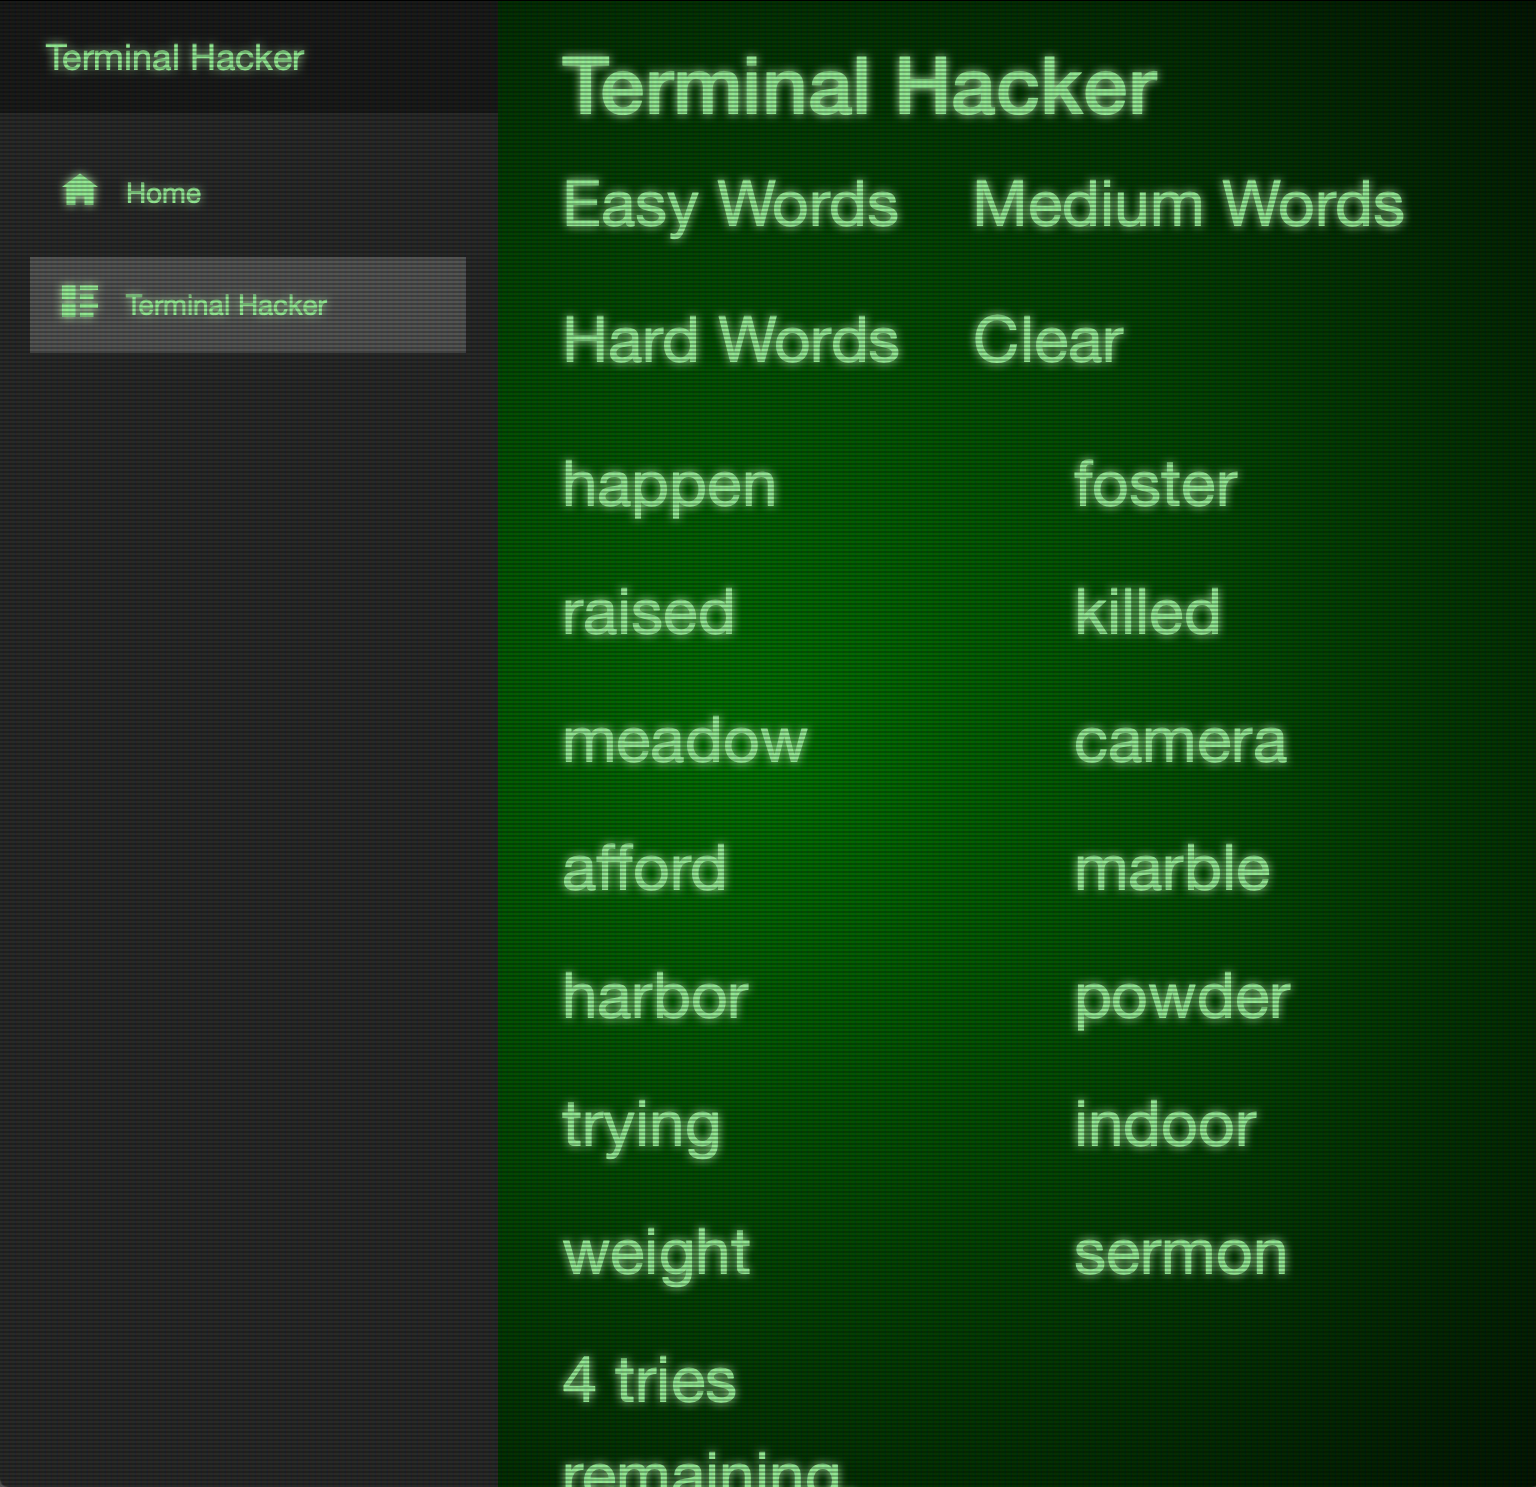 Terminal Hacker
Home
Terminal Hacker
Terminal Hacker
Easy Words Medium Words
Hard Words Clear
happen foster
raised killed
meadow camera
afford marble
harbor powder
trying indoor
weight sermon
4 tries
remaining